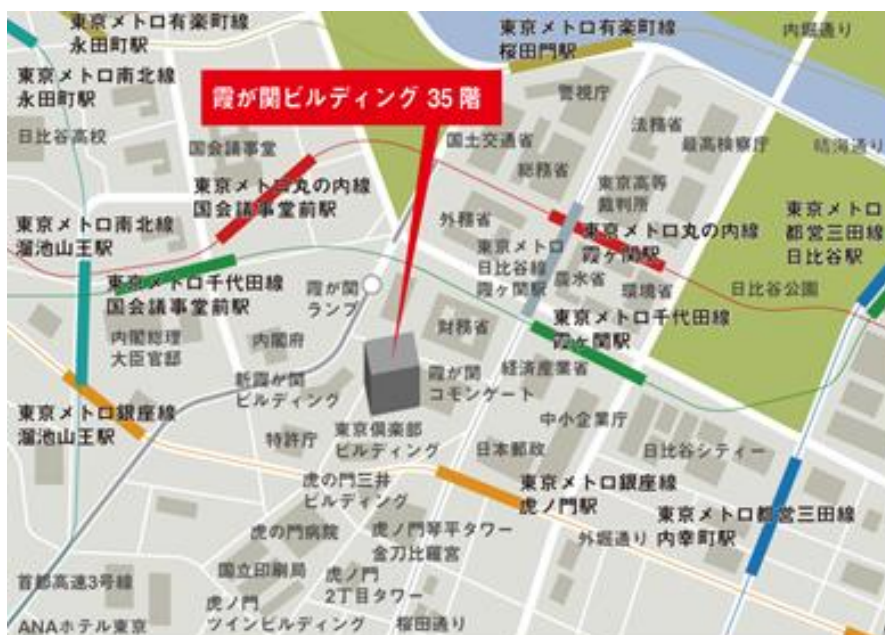 東京メトロ有楽町線
永田町駅
東京メトロ有楽町線
桜田門駅
内堀通り
東京メトロ南北線
永田町駅
霞が関ビルディング 35 階
警視庁
法務省
日比谷高校
国会議事堂
国土交通省
最高検察庁
晴海通り
総務省
東京メトロ丸の内線
国会議事堂前駅
東京高等
裁判所
東京メトロ南北線
溜池山王駅
外務省
東京メトロ丸の内線
霞ヶ関駅
東京メトロ
都営三田線
日比谷駅
東京メトロ
日比谷線
霞ヶ関駅
農水省
環境省
日比谷公園
東京メトロ千代田線
国会議事堂前駅
霞が関
ランプ
財務省
東京メトロ千代田線
霞ヶ関駅
内閣総理
大臣官邸
内閣府
新霞が関
ビルディング
霞が関
コモンゲート
経済産業省
東京メトロ銀座線
溜池山王駅
特許庁
東京倶楽部
ビルディング
中小企業庁
日本郵政
日比谷シティー
虎の門三井
ビルディング
東京メトロ銀座線
虎ノ門駅
東京メトロ都営三田線
内幸町駅
虎の門病院
虎ノ門琴平タワー
金刀比羅宮
外堀通り
国立印刷局
虎ノ門
2丁目タワー
首都高速3号線
虎ノ門
ツインビルディング
桜田通り
ANAホテル東京